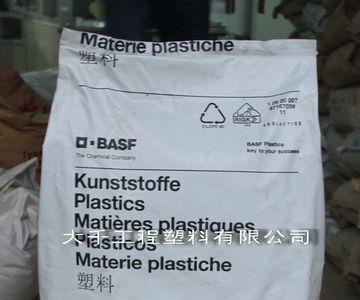 Materie plastiche
塑料
BASF
The Chemical Company
RIGK
BASF Plastics
key to your success
Kunststoffe
Plastics
Matières plastiques
大千工程塑料有限公司
Plásticos
Materie plastiche
塑料